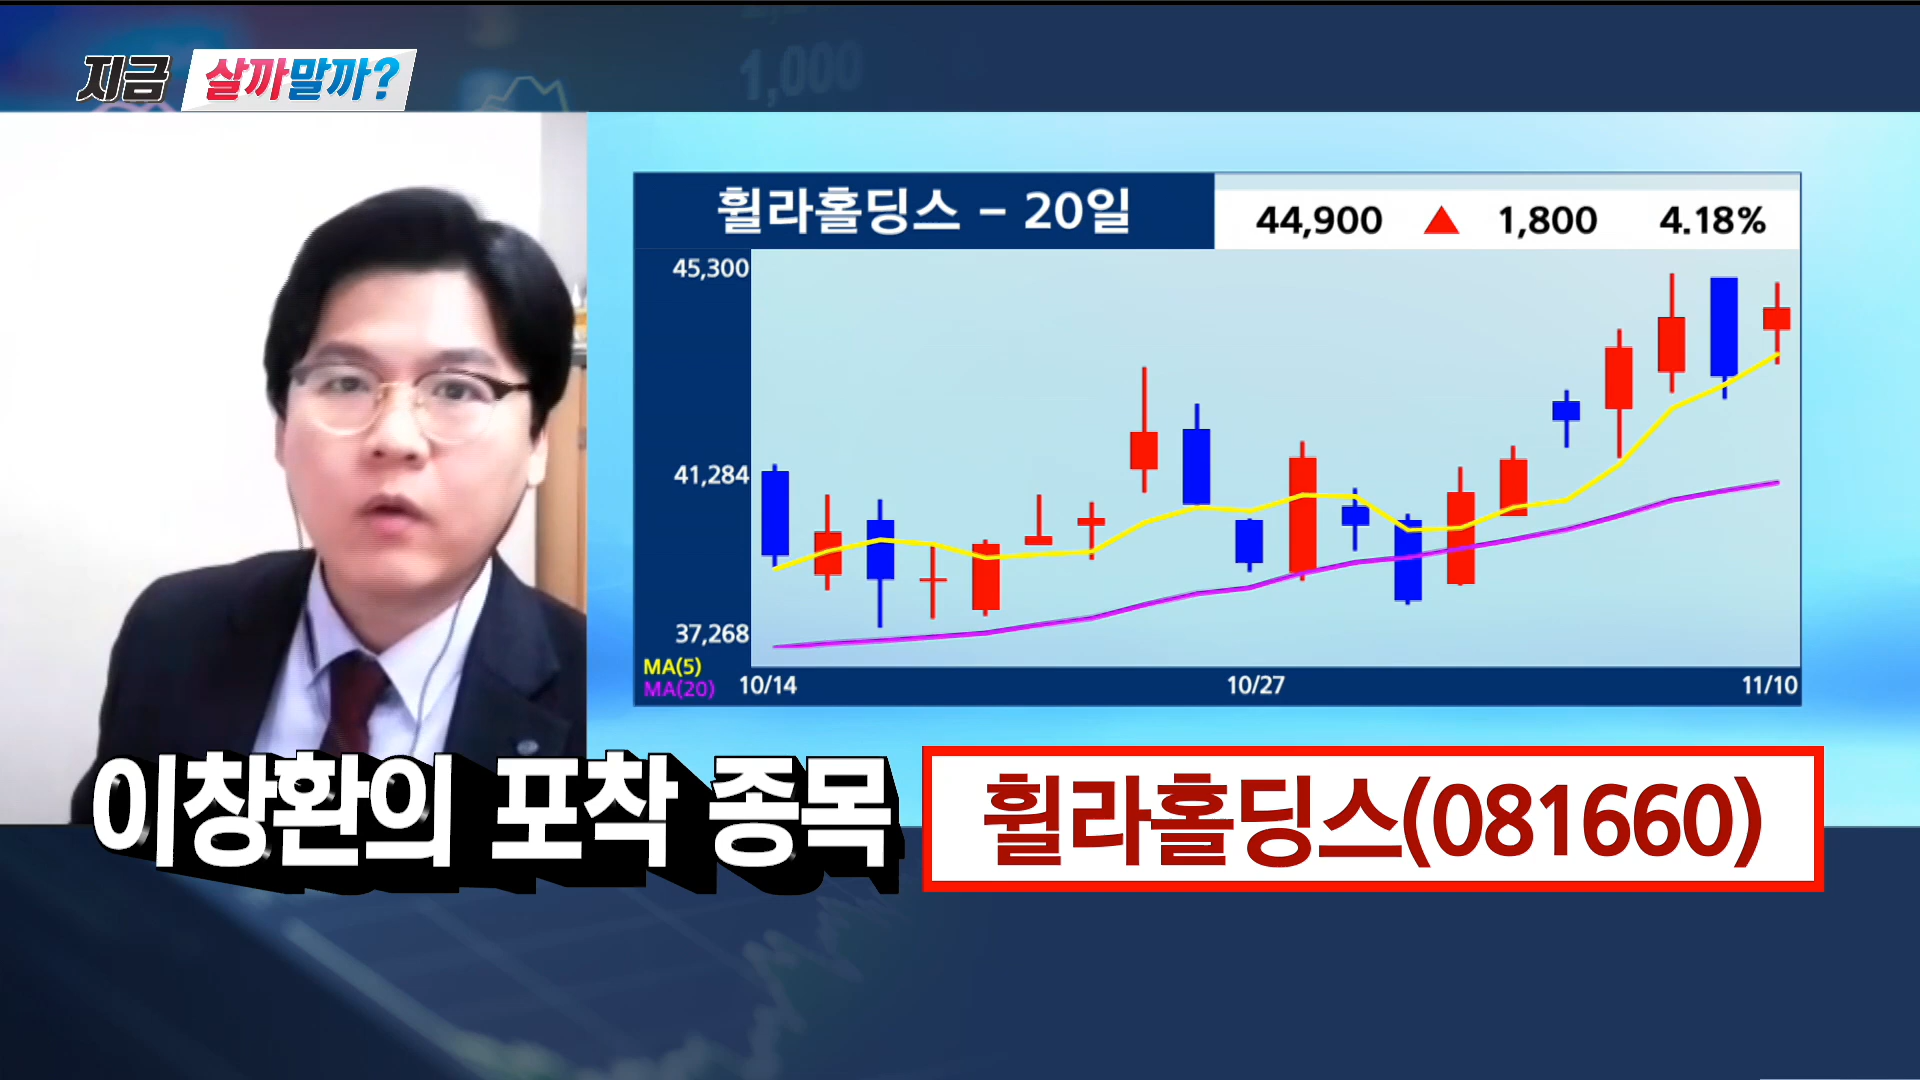 지금 살까말까?
1,000
휠라홀딩스 - 20일
44,900 ▲ 1,800 4.18%
45,300
41,284
37,268
MA(5)
MA(20)
10/14 10/27 11/10
이창환의 포착 종목 휠라홀딩스(081660)